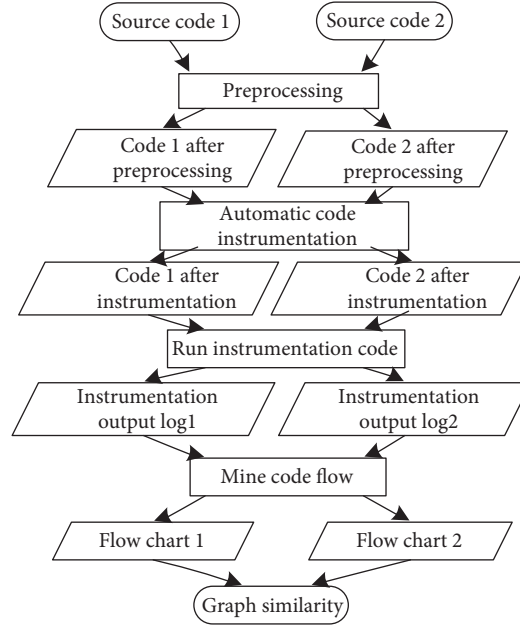 Source code 1
Source code 2
Preprocessing
Code 1 after
preprocessing
Code 2 after
preprocessing
Automatic code
instrumentation
Code 1 after
instrumentation
Code 2 after
instrumentation
Run instrumentation code
Instrumentation
output log1
Instrumentation
output log2
Mine code flow
Flow chart 1
Flow chart 2
Graph similarity